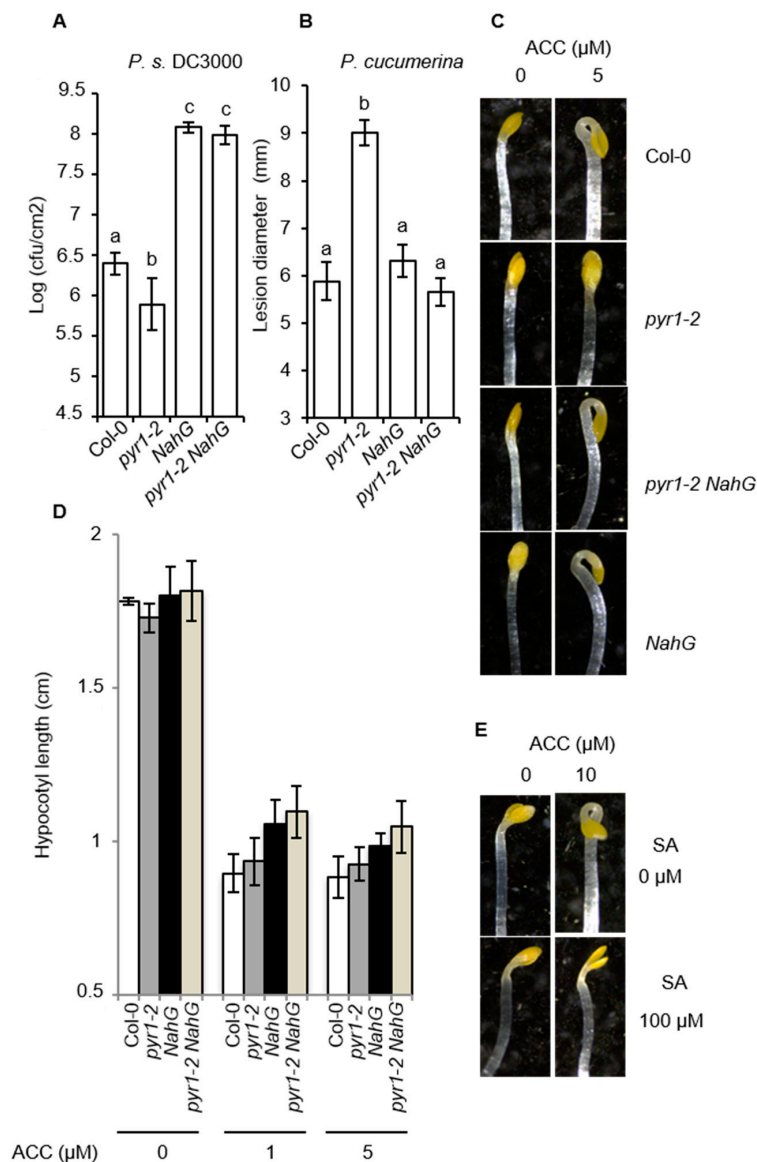 A
P. s. DC3000
Log (cfu/cm2)
9.5
9
8.5
8
7.5
7
6.5
6
5.5
5
4.5
a
b
c
c
Col-0
pyr1-2
NahG
pyr1-2 NahG
B
P. cucumerina
Lesion diameter (mm)
10
9
8
7
6
5
4
3
a
b
a
a
Col-0
pyr1-2
NahG
pyr1-2 NahG
C
ACC (µM)
0 5
Col-0
pyr1-2
pyr1-2 NahG
NahG
D
Hypocotyl length (cm)
2
1.5
1
0.5
Col-0
pyr1-2
NahG
pyr1-2 NahG
Col-0
pyr1-2
NahG
pyr1-2 NahG
Col-0
pyr1-2
NahG
pyr1-2 NahG
ACC (µM) 0 1 5
E
ACC (µM)
0 10
SA
0 µM
SA
100 µM